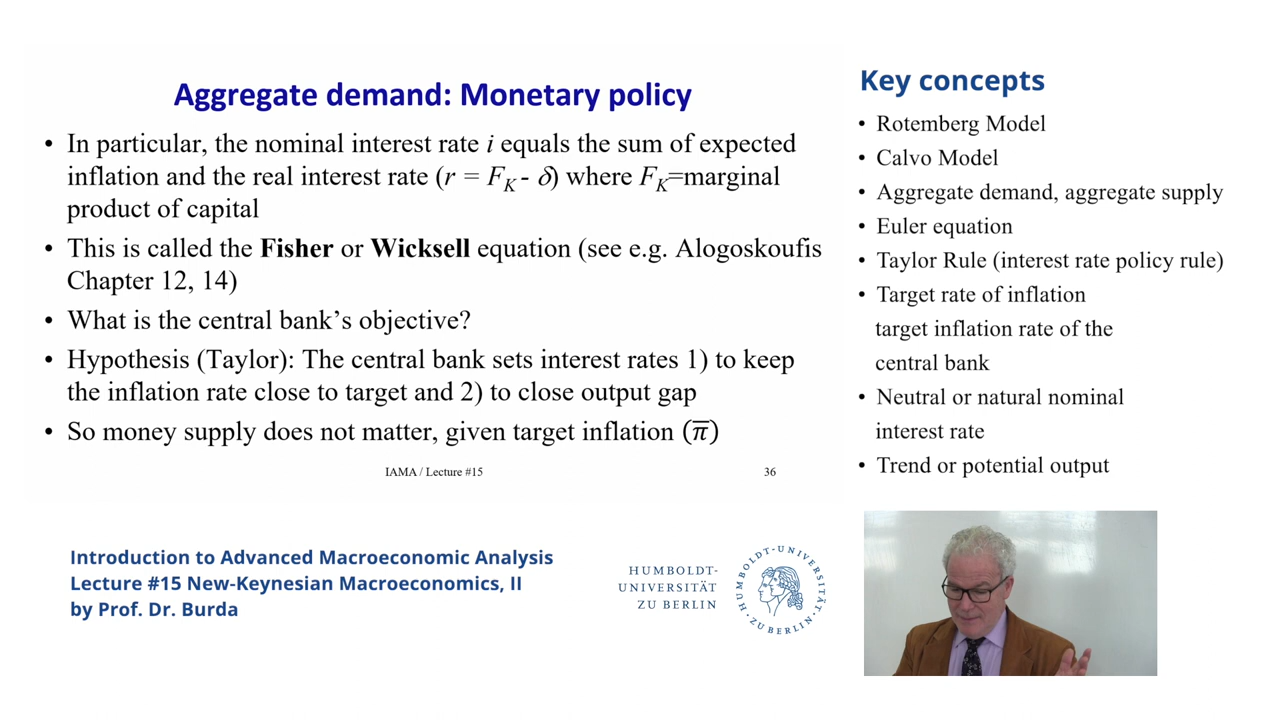 Aggregate demand: Monetary policy
• In particular, the nominal interest rate i equals the sum of expected
inflation and the real interest rate (r = F_K - δ) where F_K=marginal
product of capital
• This is called the Fisher or Wicksell equation (see e.g. Alogoskoufis
Chapter 12, 14)
• What is the central bank’s objective?
• Hypothesis (Taylor): The central bank sets interest rates 1) to keep
the inflation rate close to target and 2) to close output gap
• So money supply does not matter, given target inflation (π̅)
IAMA / Lecture #15
36
Key concepts
• Rotemberg Model
• Calvo Model
• Aggregate demand, aggregate supply
• Euler equation
• Taylor Rule (interest rate policy rule)
• Target rate of inflation
target inflation rate of the
central bank
• Neutral or natural nominal
interest rate
• Trend or potential output
Introduction to Advanced Macroeconomic Analysis
Lecture #15 New-Keynesian Macroeconomics, II
by Prof. Dr. Burda
HUMBOLDT-
UNIVERSITÄT
ZU BERLIN
HUMBOLDT-UNIVERSITÄT
ZU BERLIN